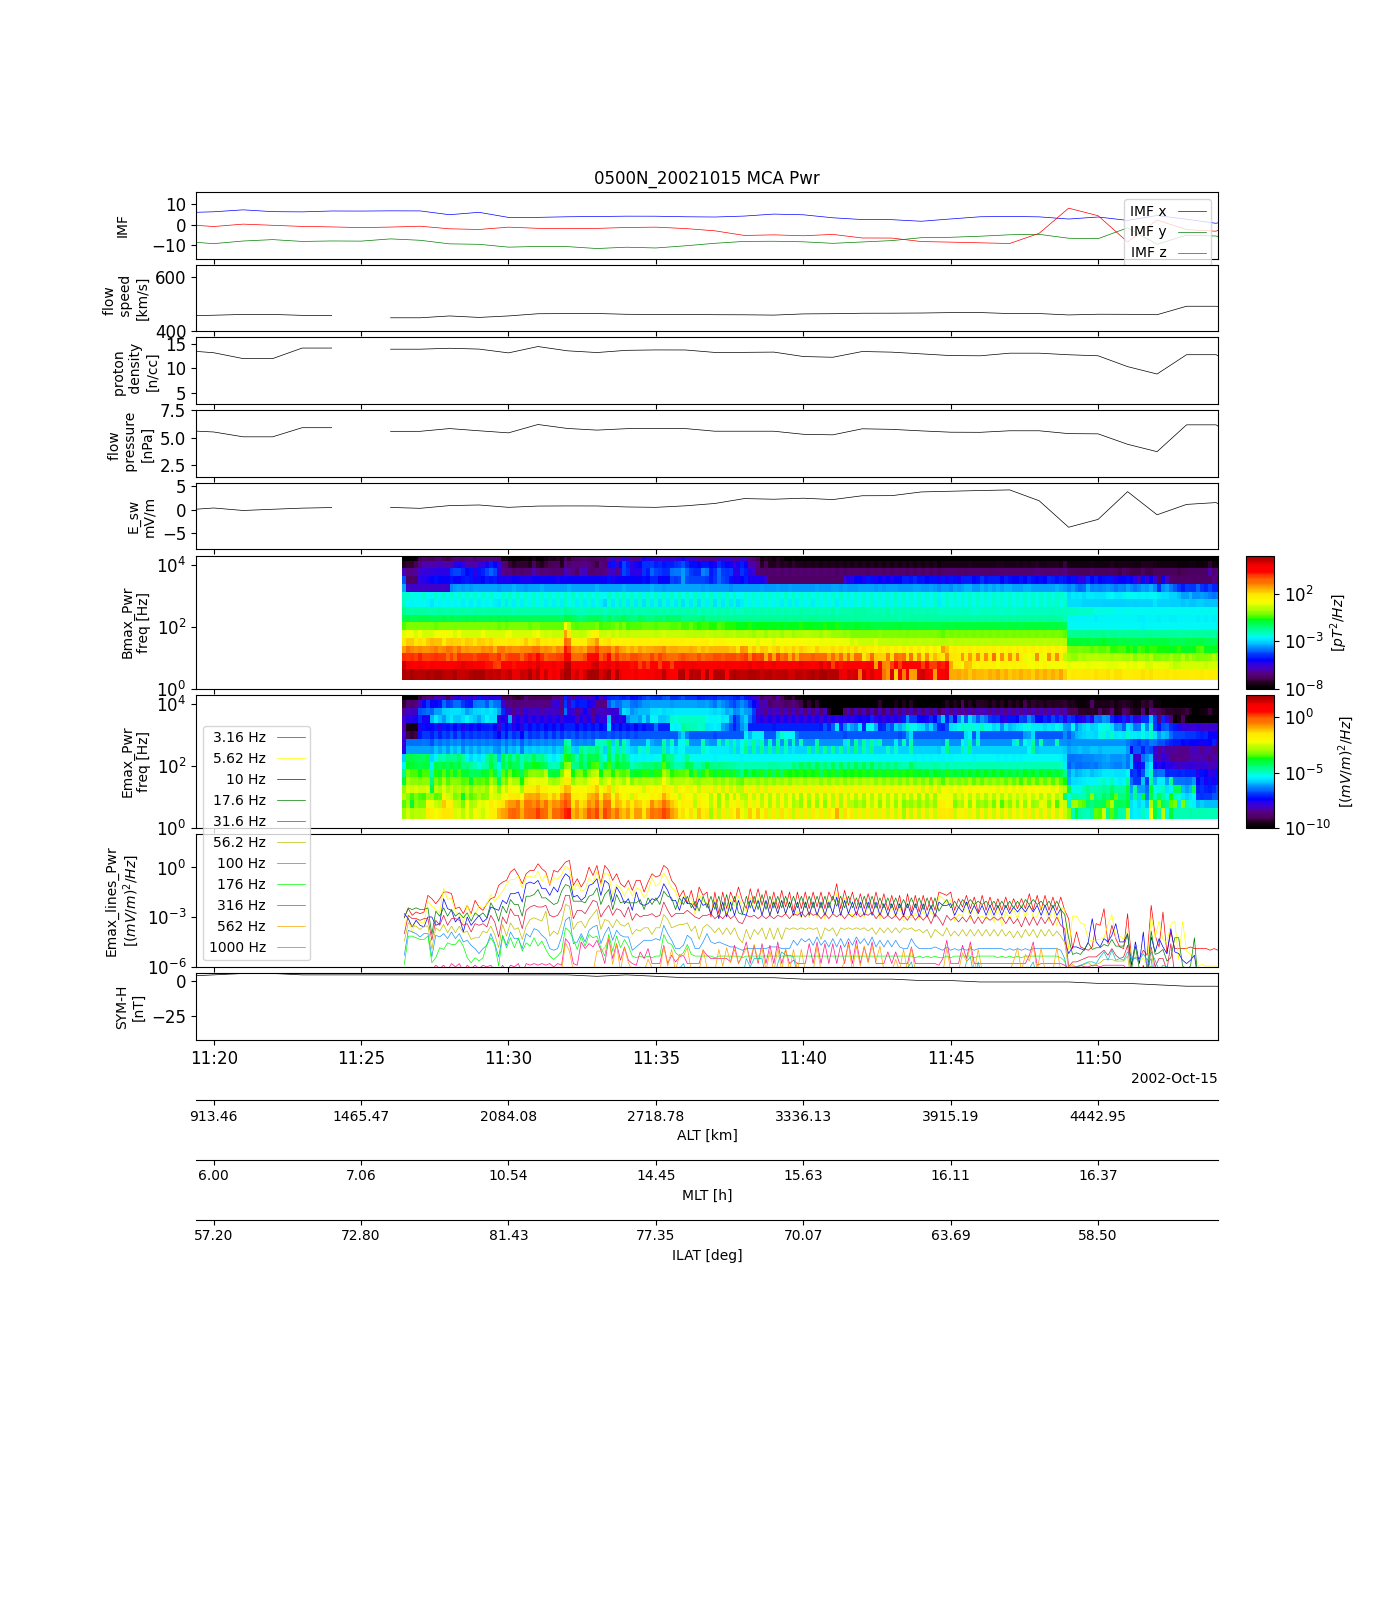 0500N_20021015 MCA Pwr
IMF
10
0
−10
IMF x
IMF y
IMF z
flow
speed
[km/s]
600
400
proton
density
[n/cc]
15
10
5
flow
pressure
[nPa]
7.5
5.0
2.5
E_sw
mV/m
5
0
−5
Bmax_Pwr
freq [Hz]
10^4
10^2
10^0
10^2
10^−3
10^−8
[pT^2/Hz]
Emax_Pwr
freq [Hz]
10^4
10^2
10^0
10^0
10^−5
10^−10
[(mV/m)^2/Hz]
3.16 Hz
5.62 Hz
10 Hz
17.6 Hz
31.6 Hz
56.2 Hz
100 Hz
176 Hz
316 Hz
562 Hz
1000 Hz
Emax_lines_Pwr
[(mV/m)^2/Hz]
10^0
10^−3
10^−6
SYM-H
[nT]
0
−25
11:20 11:25 11:30 11:35 11:40 11:45 11:50
2002-Oct-15
913.46 1465.47 2084.08 2718.78 3336.13 3915.19 4442.95
ALT [km]
6.00 7.06 10.54 14.45 15.63 16.11 16.37
MLT [h]
57.20 72.80 81.43 77.35 70.07 63.69 58.50
ILAT [deg]